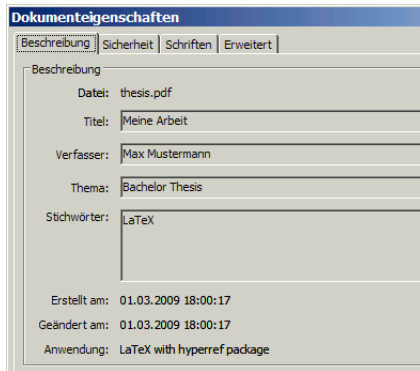 Dokumenteigenschaften
Beschreibung Sicherheit Schriften Erweitert
Beschreibung
Datei: thesis.pdf
Titel: Meine Arbeit
Verfasser: Max Mustermann
Thema: Bachelor Thesis
Stichwörter: LaTeX
Erstellt am: 01.03.2009 18:00:17
Geändert am: 01.03.2009 18:00:17
Anwendung: LaTeX with hyperref package